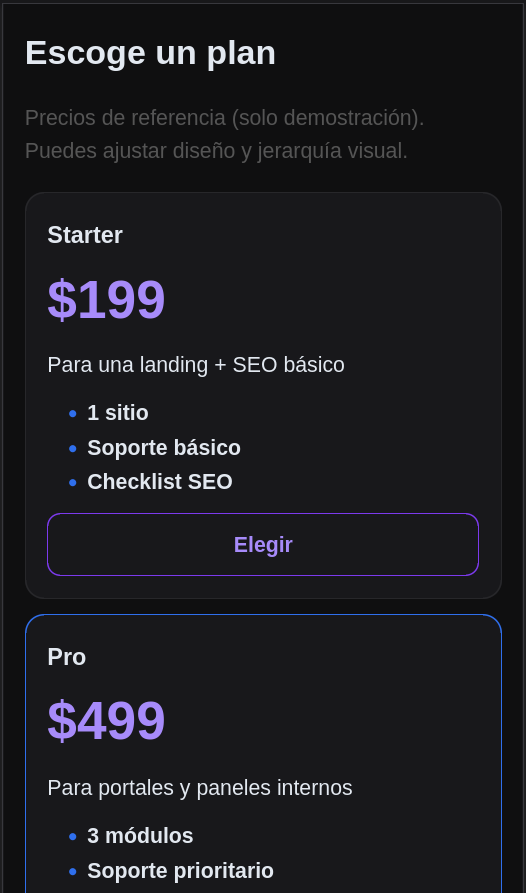 Escoge un plan
Precios de referencia (solo demostración).
Puedes ajustar diseño y jerarquía visual.
Starter
$199
Para una landing + SEO básico
1 sitio
Soporte básico
Checklist SEO
Elegir
Pro
$499
Para portales y paneles internos
3 módulos
Soporte prioritario